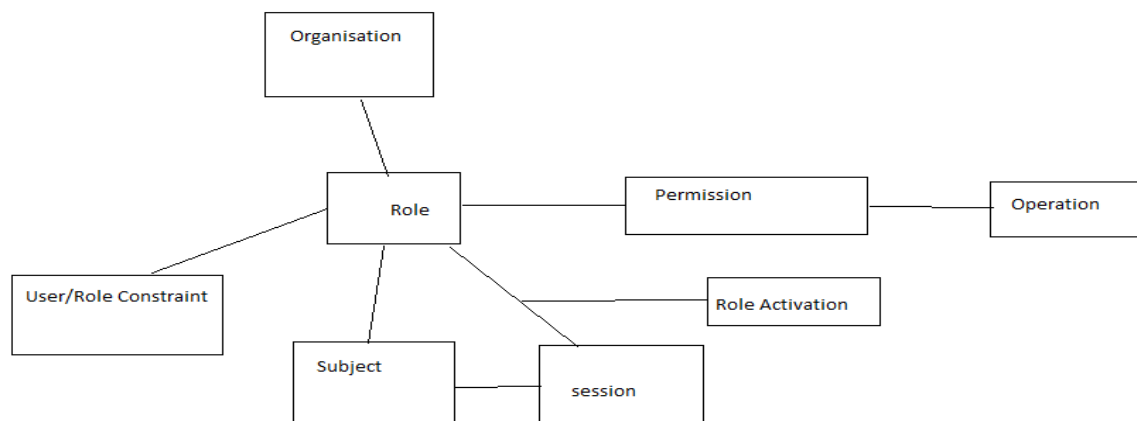 Organisation
Role
Permission
Operation
User/Role Constraint
Role Activation
Subject
session